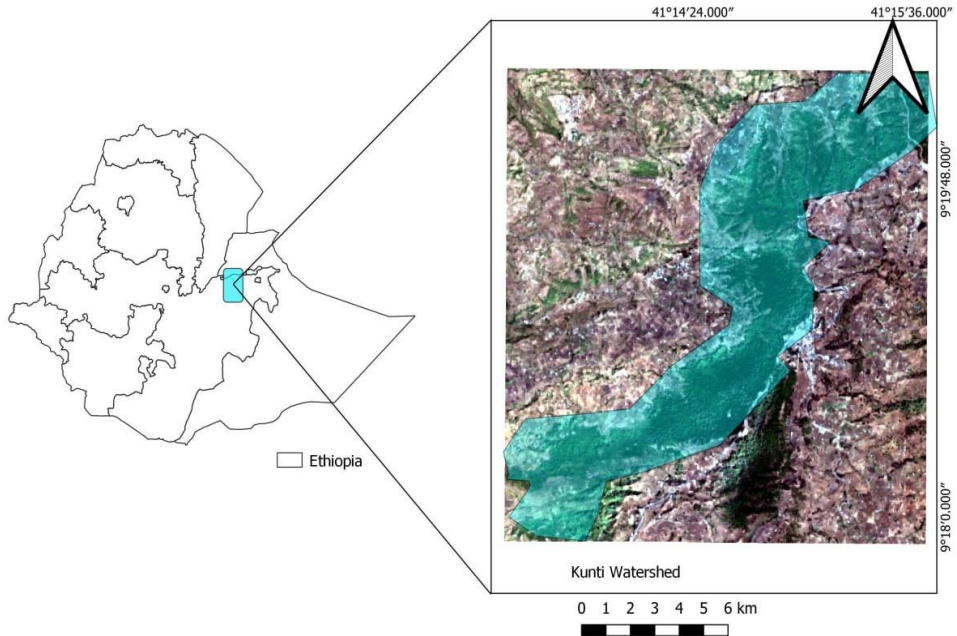 41°14′24.000″ 41°15′36.000″
9°19′48.000″
9°18′0.000″
Ethiopia
Kunti Watershed
0 1 2 3 4 5 6 km